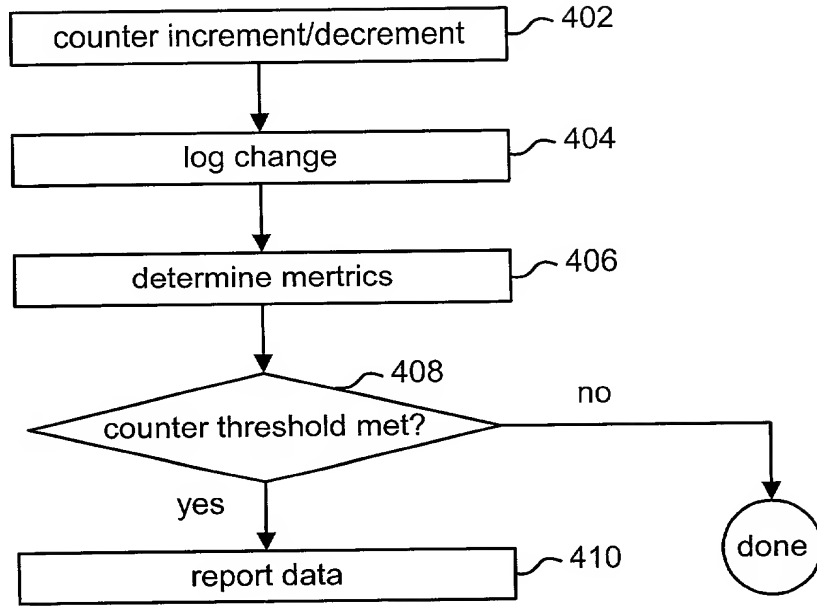 counter increment/decrement 402
log change 404
determine mertrics 406
408
counter threshold met?
no
yes
done
report data 410